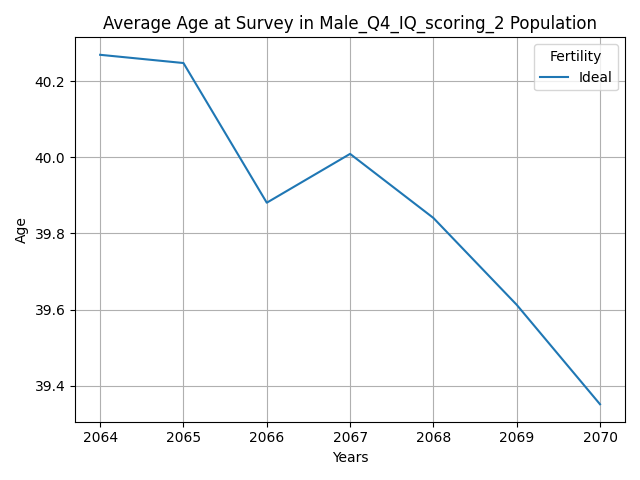 Average Age at Survey in Male_Q4_IQ_scoring_2 Population
Fertility
Ideal
Age
40.2
40.0
39.8
39.6
39.4
2064 2065 2066 2067 2068 2069 2070
Years